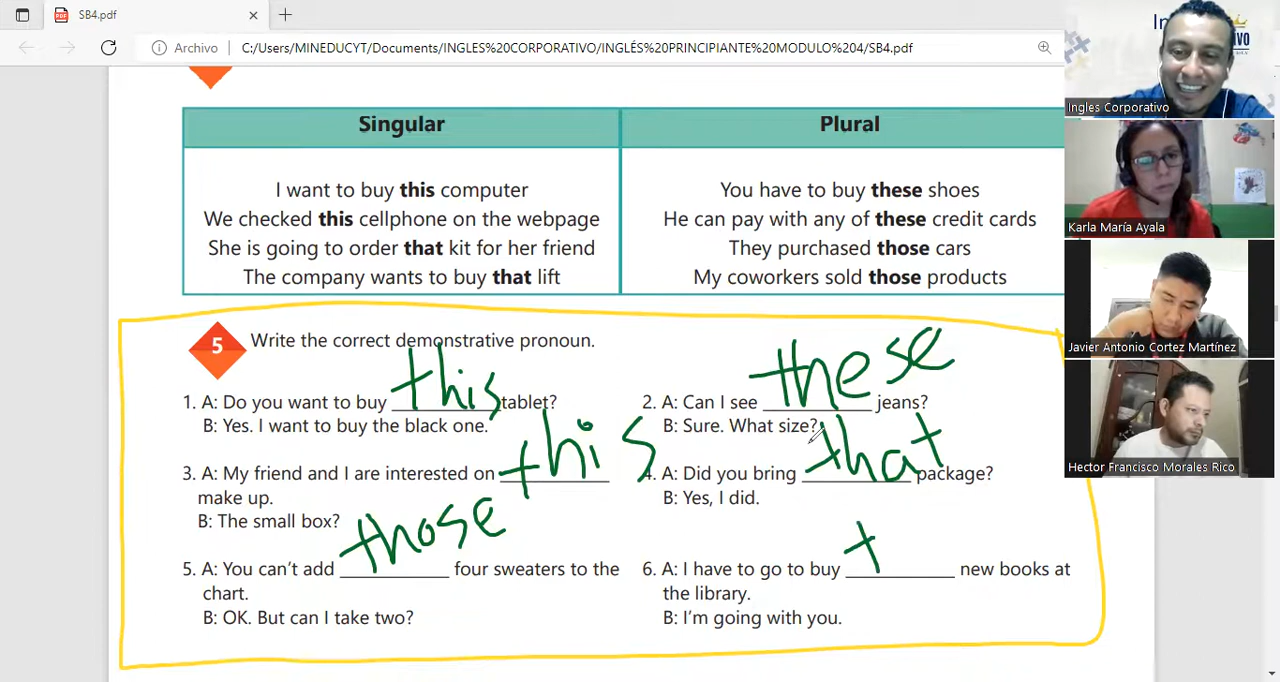 SB4.pdf
Archivo
C:/Users/MINEDUCYT/Documents/INGLES%20CORPORATIVO/INGLÉS%20PRINCIPIANTE%20MODULO%204/SB4.pdf
Singular
Plural
I want to buy this computer
We checked this cellphone on the webpage
She is going to order that kit for her friend
The company wants to buy that lift
You have to buy these shoes
He can pay with any of these credit cards
They purchased those cars
My coworkers sold those products
5 Write the correct demonstrative pronoun.
1. A: Do you want to buy this tablet?
B: Yes. I want to buy the black one.
2. A: Can I see these jeans?
B: Sure. What size?
3. A: My friend and I are interested on this
make up.
B: The small box?
4. A: Did you bring that package?
B: Yes, I did.
5. A: You can't add those four sweaters to the
chart.
B: OK. But can I take two?
6. A: I have to go to buy t new books at
the library.
B: I'm going with you.
Ingles Corporativo
Karla María Ayala
Javier Antonio Cortez Martínez
Hector Francisco Morales Rico